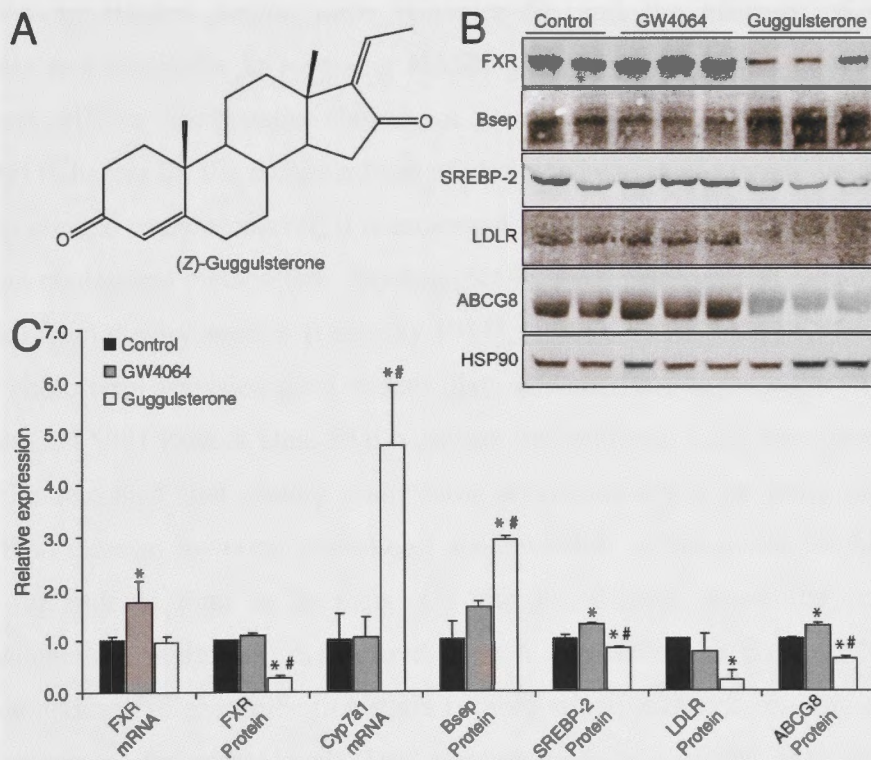 A
O
O
(Z)-Guggulsterone
B
Control GW4064 Guggulsterone
FXR
Bsep
SREBP-2
LDLR
ABCG8
HSP90
C
Control
GW4064
Guggulsterone
Relative expression
7.0
6.0
5.0
4.0
3.0
2.0
1.0
0.0
*
* #
*#
* #
*
* #
*
*
*#
FXR
mRNA
FXR
Protein
Cyp7a1
mRNA
Bsep
Protein
SREBP-2
Protein
LDLR
Protein
ABCG8
Protein